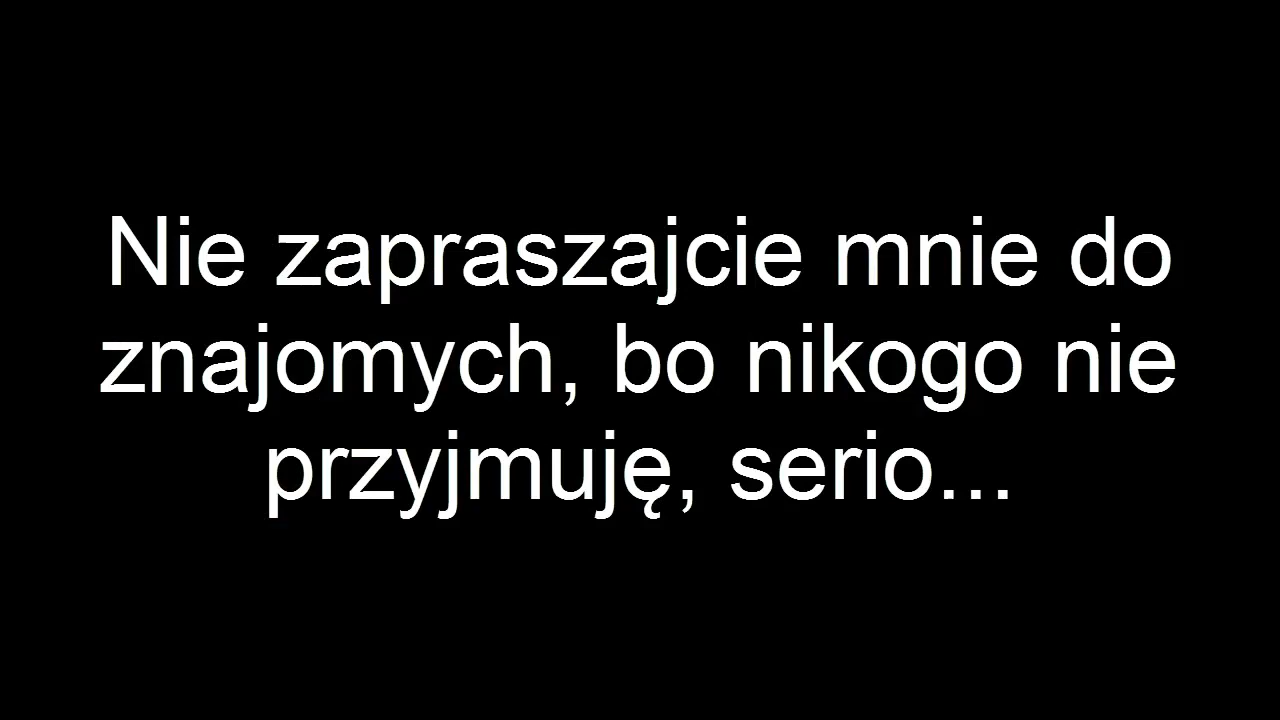 Nie zapraszajcie mnie do
znajomych, bo nikogo nie
przyjmuję, serio...